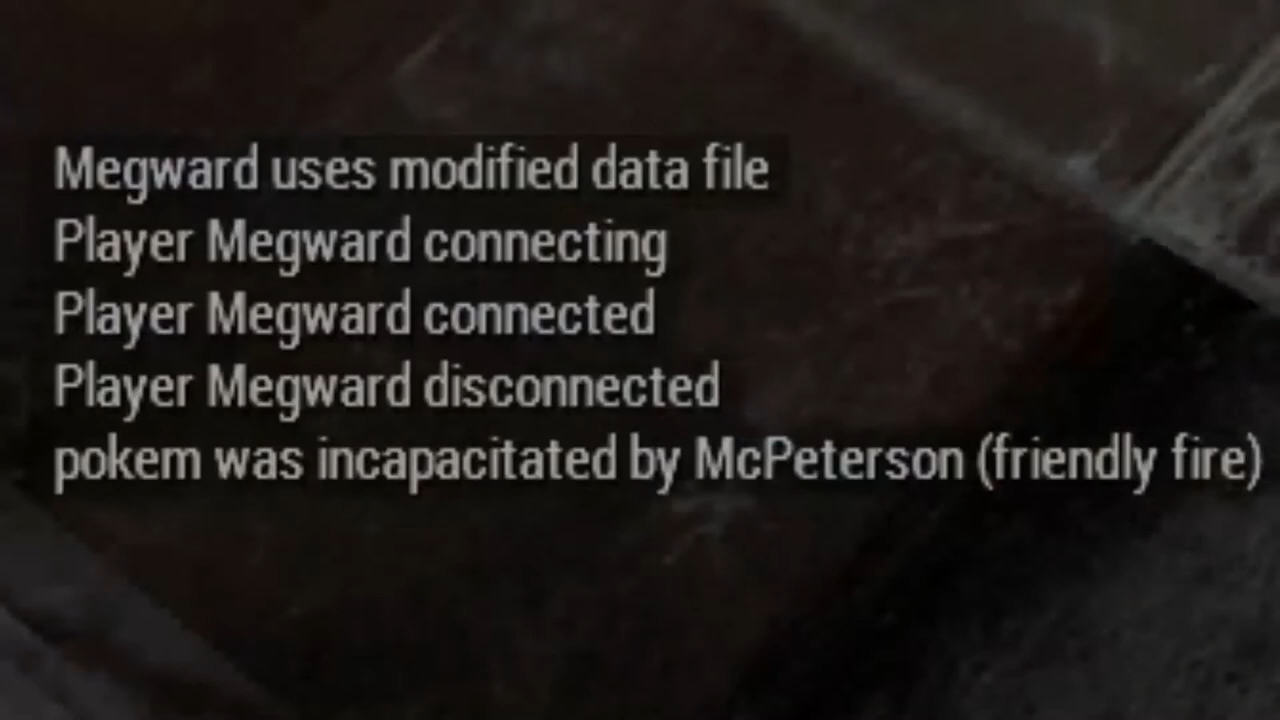 Megward uses modified data file
Player Megward connecting
Player Megward connected
Player Megward disconnected
pokem was incapacitated by McPeterson (friendly fire)